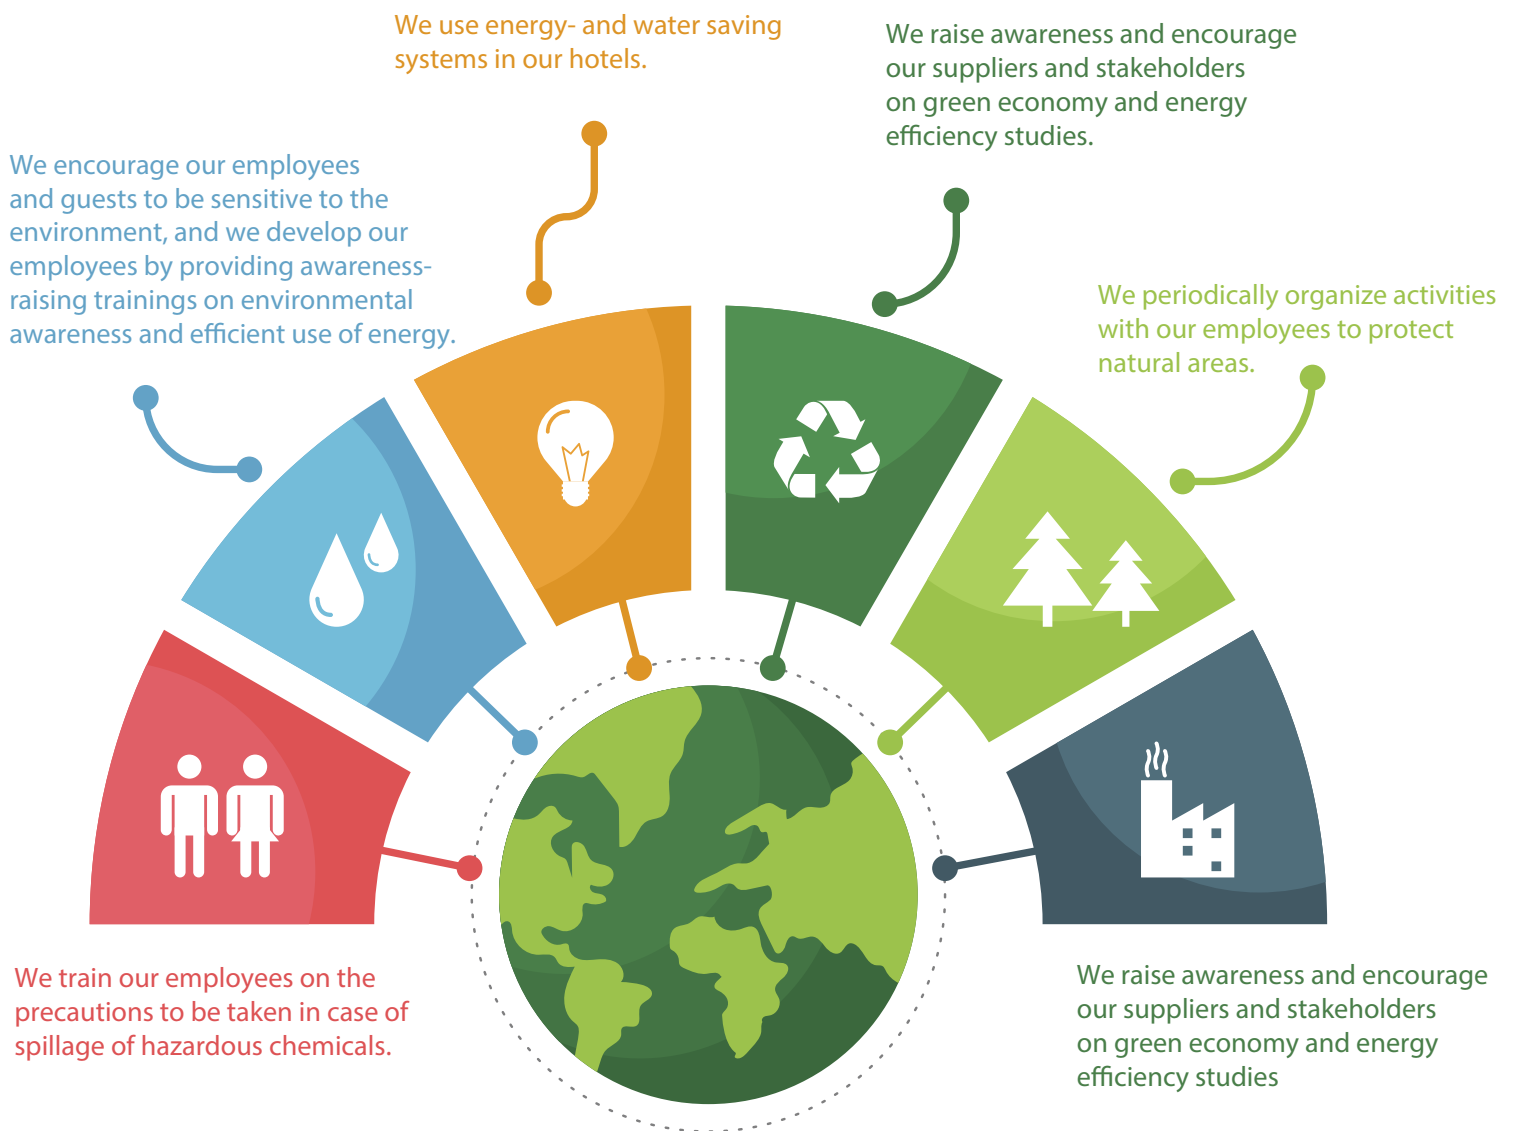 We use energy- and water saving
systems in our hotels.
We raise awareness and encourage
our suppliers and stakeholders
on green economy and energy
efficiency studies.
We encourage our employees
and guests to be sensitive to the
environment, and we develop our
employees by providing awareness-
raising trainings on environmental
awareness and efficient use of energy.
We periodically organize activities
with our employees to protect
natural areas.
We train our employees on the
precautions to be taken in case of
spillage of hazardous chemicals.
We raise awareness and encourage
our suppliers and stakeholders
on green economy and energy
efficiency studies